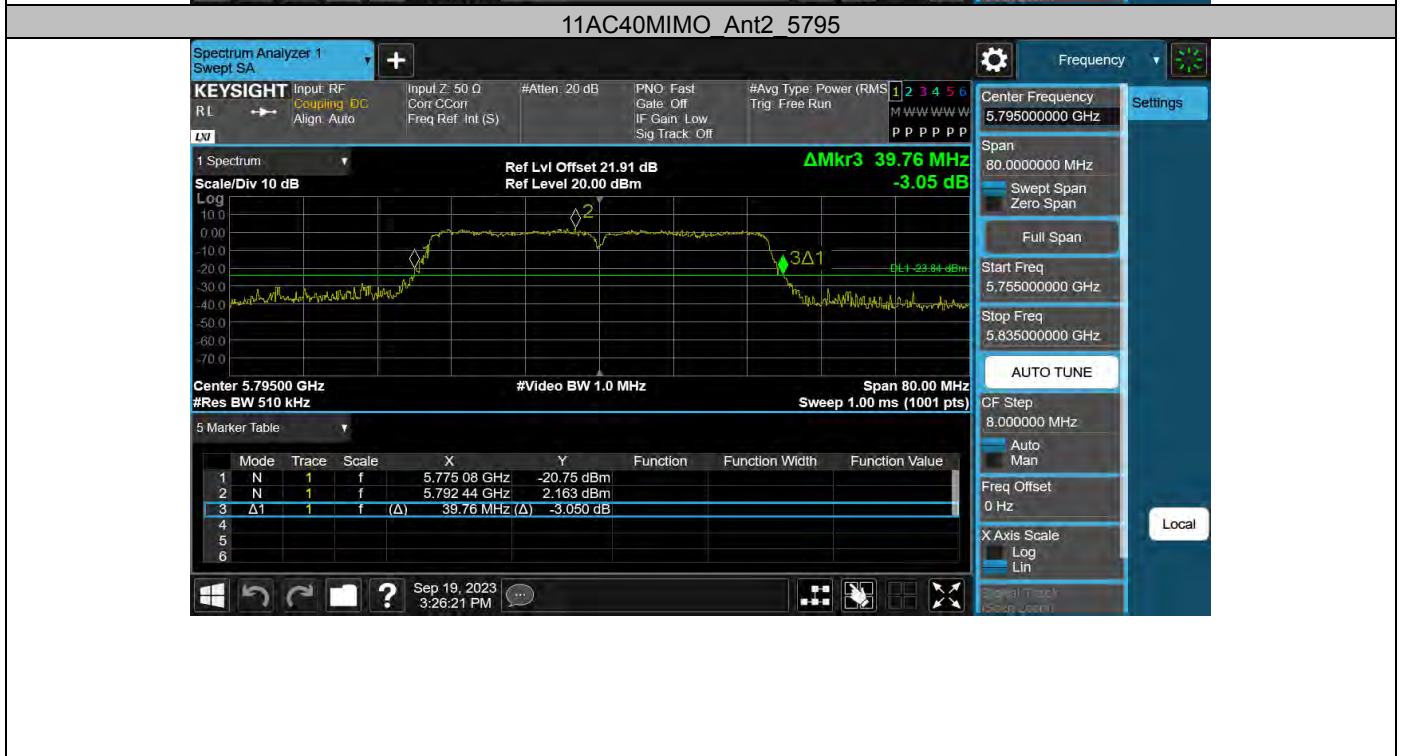 11AC40MIMO_Ant2_5795
Spectrum Analyzer 1
Swept SA
+
Frequency
KEYSIGHT Input: RF Input Z: 50 Ω #Atten: 20 dB PNO: Fast #Avg Type: Power (RMS 1 2 3 4 5 6
RL Coupling: DC Corr CCorr Gate: Off Trig: Free Run M W W W W W
Align: Auto Freq Ref: Int (S) IF Gain: Low
LXI Sig Track: Off P P P P P P
Center Frequency
5.795000000 GHz
Settings
1 Spectrum
Ref Lvl Offset 21.91 dB
ΔMkr3 39.76 MHz
Scale/Div 10 dB
Ref Level 20.00 dBm
-3.05 dB
Log
10.0
0.00
-10.0
-20.0
-30.0
-40.0
-50.0
-60.0
-70.0
2
3Δ1
DL1 -23.84 dBm
Center 5.79500 GHz #Video BW 1.0 MHz Span 80.00 MHz
#Res BW 510 kHz Sweep 1.00 ms (1001 pts)
Span
80.0000000 MHz
Swept Span
Zero Span
Full Span
Start Freq
5.755000000 GHz
Stop Freq
5.835000000 GHz
AUTO TUNE
CF Step
8.000000 MHz
Auto
Man
Freq Offset
0 Hz
X Axis Scale
Log
Lin
Signal Track
(Span Zoom)
Local
5 Marker Table
Mode Trace Scale X Y Function Function Width Function Value
1 N 1 f 5.775 08 GHz -20.75 dBm
2 N 1 f 5.792 44 GHz 2.163 dBm
3 Δ1 1 f (Δ) 39.76 MHz (Δ) -3.050 dB
4
5
6
?
Sep 19, 2023
3:26:21 PM